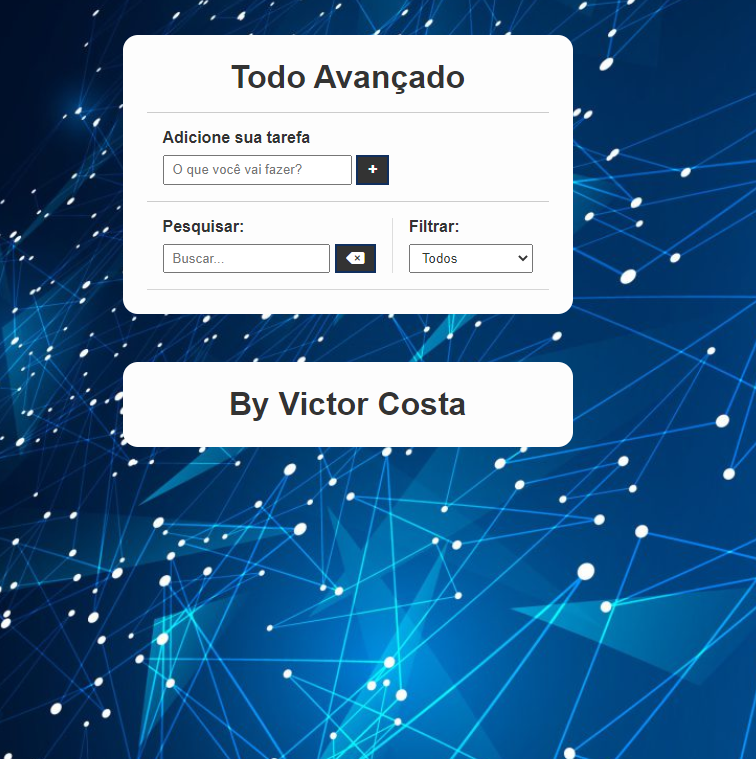 Todo Avançado
Adicione sua tarefa
O que você vai fazer?
Pesquisar:
Filtrar:
Buscar...
Todos
By Victor Costa